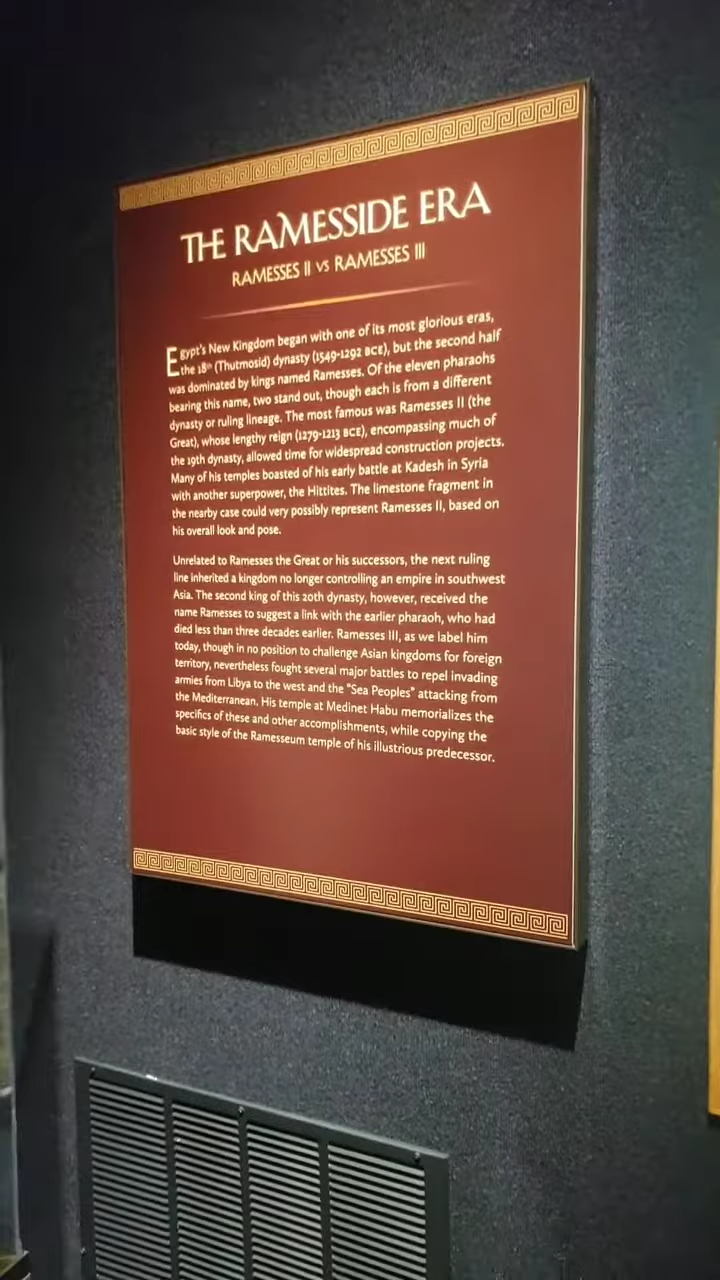 THE RAMESSIDE ERA
RAMESSES II VS RAMESSES III
Egypt's New Kingdom began with one of its most glorious eras,
the 18th (Thutmosid) dynasty (1549-1292 BCE), but the second half
was dominated by kings named Ramesses. Of the eleven pharaohs
bearing this name, two stand out, though each is from a different
dynasty or ruling lineage. The most famous was Ramesses II (the
Great), whose lengthy reign (1279-1213 BCE), encompassing much of
the 19th dynasty, allowed time for widespread construction projects.
Many of his temples boasted of his early battle at Kadesh in Syria
with another superpower, the Hittites. The limestone fragment in
the nearby case could very possibly represent Ramesses II, based on
his overall look and pose.
Unrelated to Ramesses the Great or his successors, the next ruling
line inherited a kingdom no longer controlling an empire in southwest
Asia. The second king of this 20th dynasty, however, received the
name Ramesses to suggest a link with the earlier pharaoh, who had
died less than three decades earlier. Ramesses III, as we label him
today, though in no position to challenge Asian kingdoms for foreign
territory, nevertheless fought several major battles to repel invading
armies from Libya to the west and the "Sea Peoples" attacking from
the Mediterranean. His temple at Medinet Habu memorializes the
specifics of these and other accomplishments, while copying the
basic style of the Ramesseum temple of his illustrious predecessor.